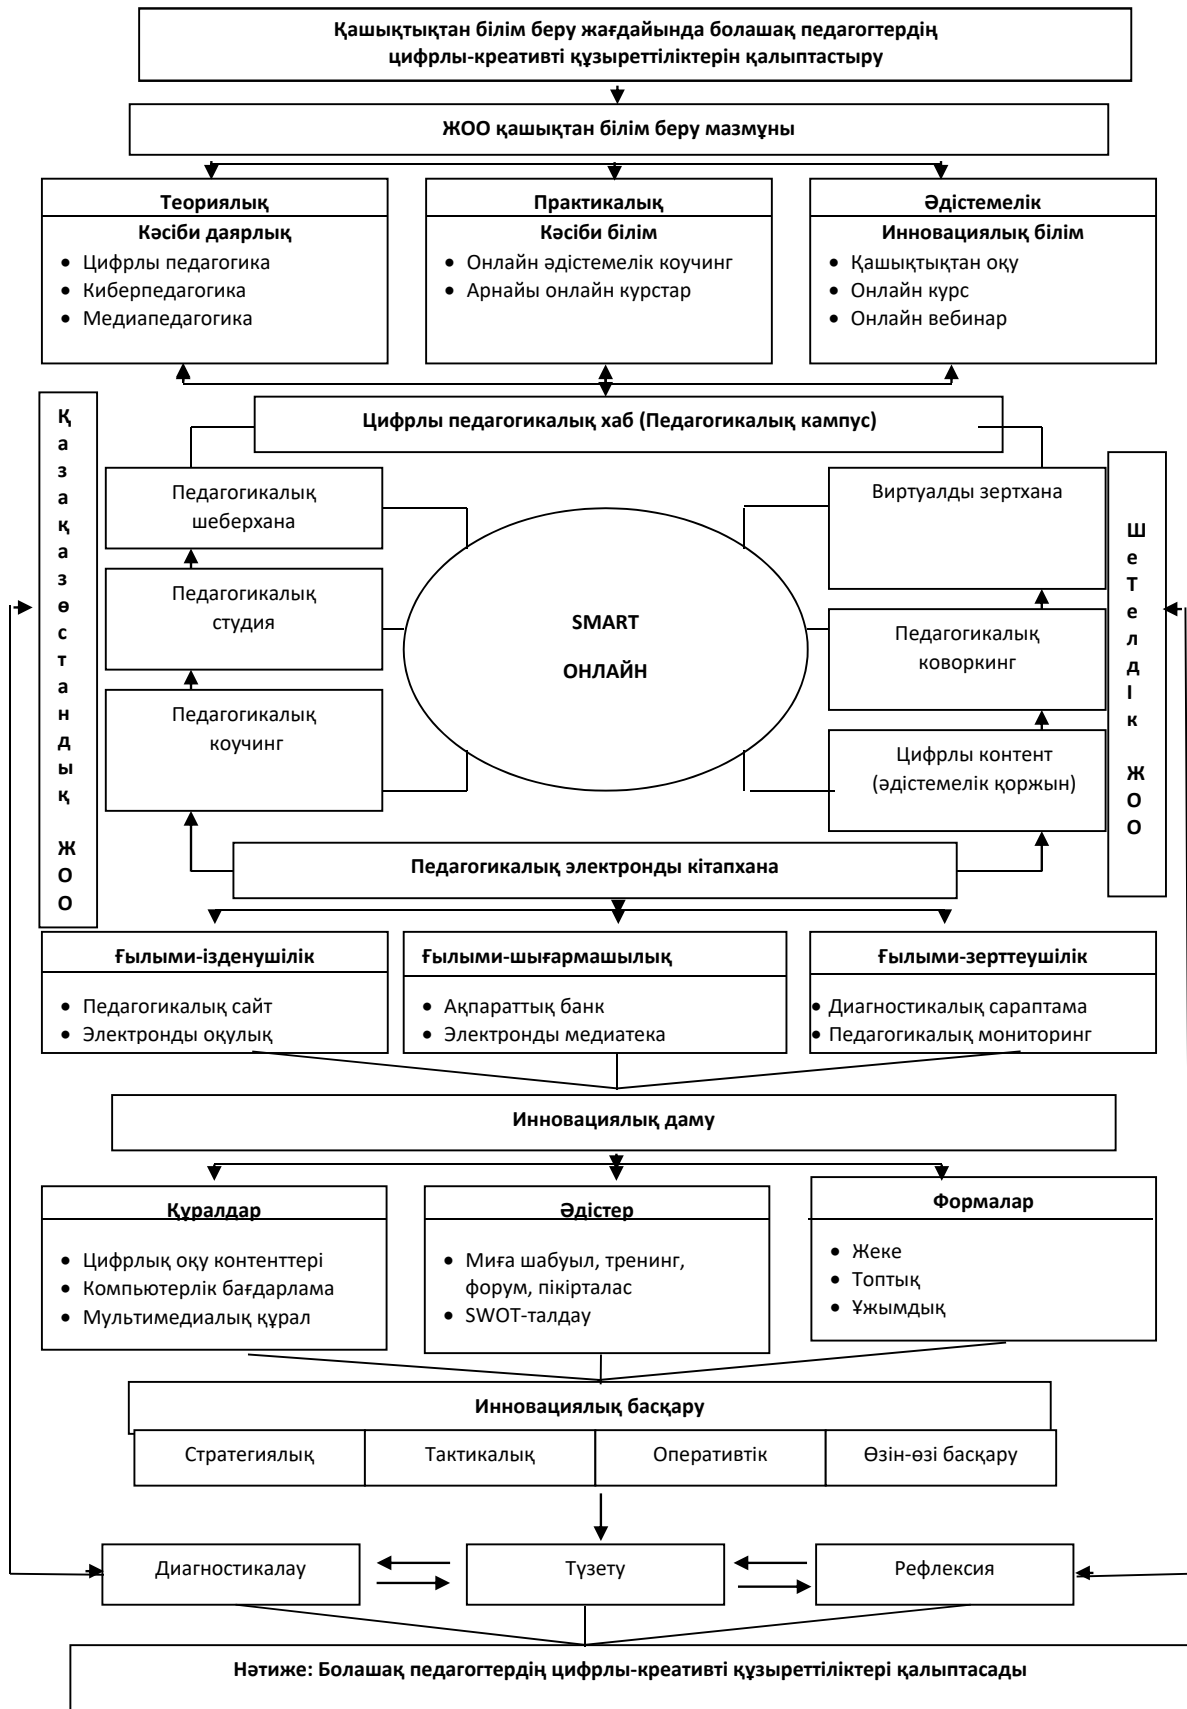 Қашықтықтан білім беру жағдайында болашақ педагогтердің
цифрлы-креативті құзыреттіліктерін қалыптастыру
ЖОО қашықтан білім беру мазмұны
Теориялық
Кәсіби даярлық
• Цифрлы педагогика
• Киберпедагогика
• Медиапедагогика
Практикалық
Кәсіби білім
• Онлайн әдістемелік коучинг
• Арнайы онлайн курстар
Әдістемелік
Инновациялық білім
• Қашықтықтан оқу
• Онлайн курс
• Онлайн вебинар
Қазақазөстандық ЖОО
Цифрлы педагогикалық хаб (Педагогикалық кампус)
Педагогикалық
шеберхана
Педагогикалық
студия
Педагогикалық
коучинг
SMART
ОНЛАЙН
Виртуалды зертхана
Педагогикалық
коворкинг
Цифрлы контент
(әдістемелік қоржын)
ШеТелдІк ЖОО
Педагогикалық электронды кітапхана
Ғылыми-ізденушілік
• Педагогикалық сайт
• Электронды оқулық
Ғылыми-шығармашылық
• Ақпараттық банк
• Электронды медиатека
Ғылыми-зерттеушілік
• Диагностикалық сараптама
• Педагогикалық мониторинг
Инновациялық даму
Құралдар
• Цифрлық оқу контенттері
• Компьютерлік бағдарлама
• Мультимедиалық құрал
Әдістер
• Миға шабуыл, тренинг,
форум, пікірталас
• SWOT-талдау
Формалар
• Жеке
• Топтық
• Ұжымдық
Инновациялық басқару
Стратегиялық
Тактикалық
Оперативтік
Өзін-өзі басқару
Диагностикалау
Түзету
Рефлексия
Нәтиже: Болашақ педагогтердің цифрлы-креативті құзыреттіліктері қалыптасады